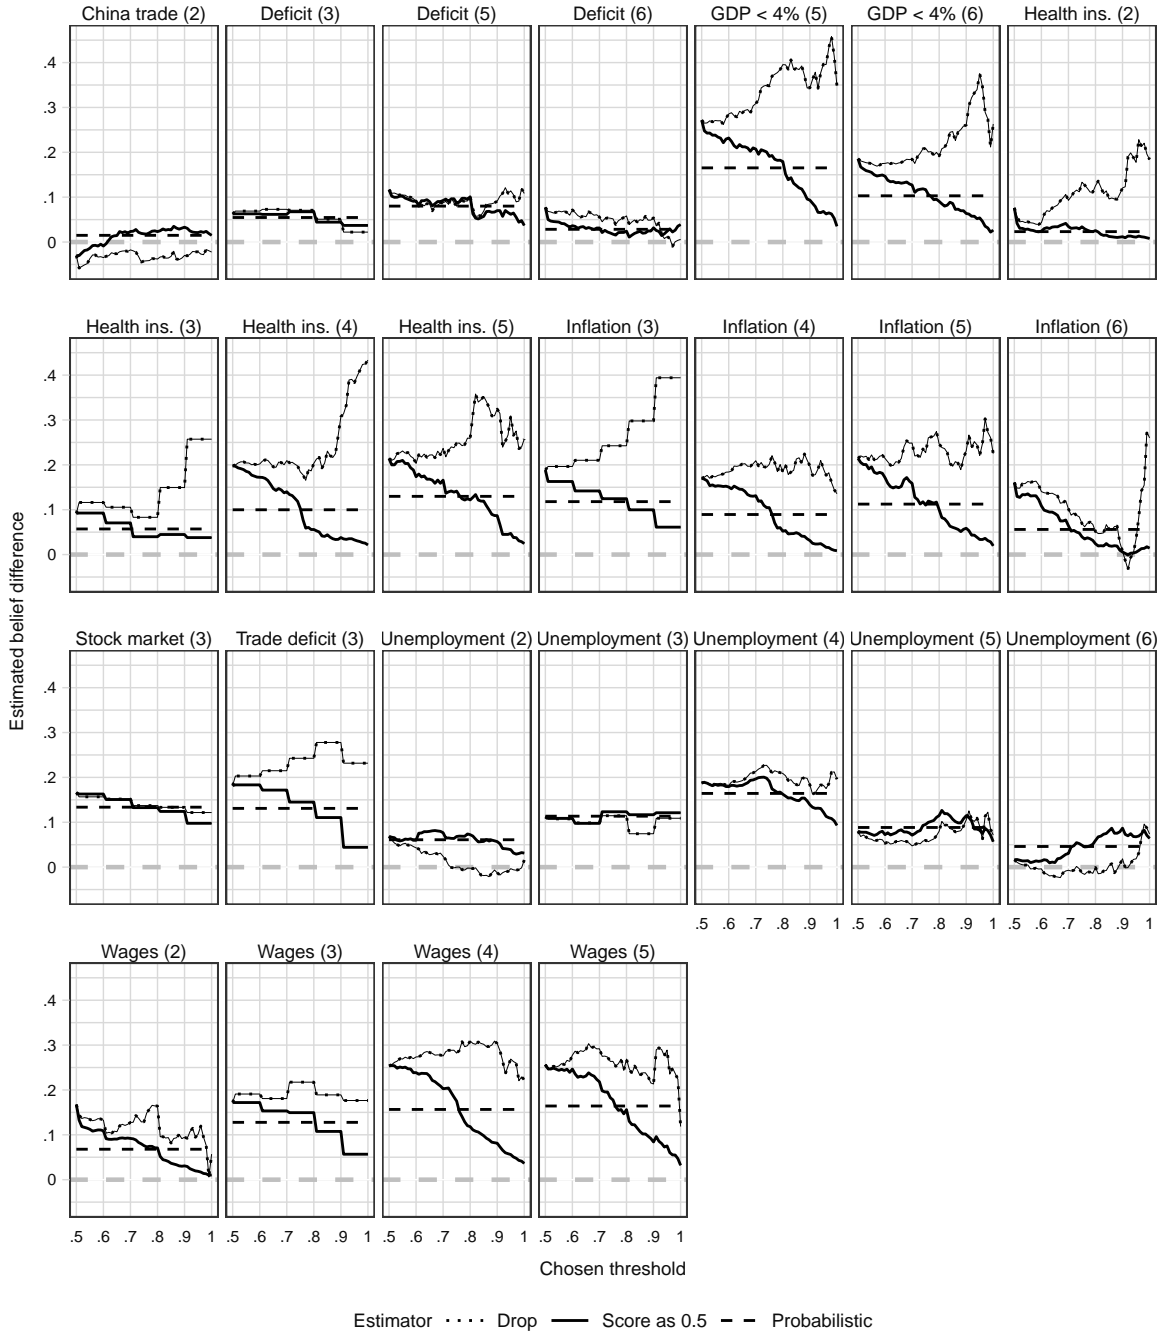 China trade (2) Deficit (3) Deficit (5) Deficit (6) GDP < 4% (5) GDP < 4% (6) Health ins. (2)
.4
.3
.2
.1
0
Health ins. (3) Health ins. (4) Health ins. (5) Inflation (3) Inflation (4) Inflation (5) Inflation (6)
.4
.3
.2
.1
0
Estimated belief difference
Stock market (3) Trade deficit (3) Unemployment (2) Unemployment (3) Unemployment (4) Unemployment (5) Unemployment (6)
.4
.3
.2
.1
0
.5 .6 .7 .8 .9 1 .5 .6 .7 .8 .9 1 .5 .6 .7 .8 .9 1
Wages (2) Wages (3) Wages (4) Wages (5)
.4
.3
.2
.1
0
.5 .6 .7 .8 .9 1 .5 .6 .7 .8 .9 1 .5 .6 .7 .8 .9 1 .5 .6 .7 .8 .9 1
Chosen threshold
Estimator Drop Score as 0.5 Probabilistic